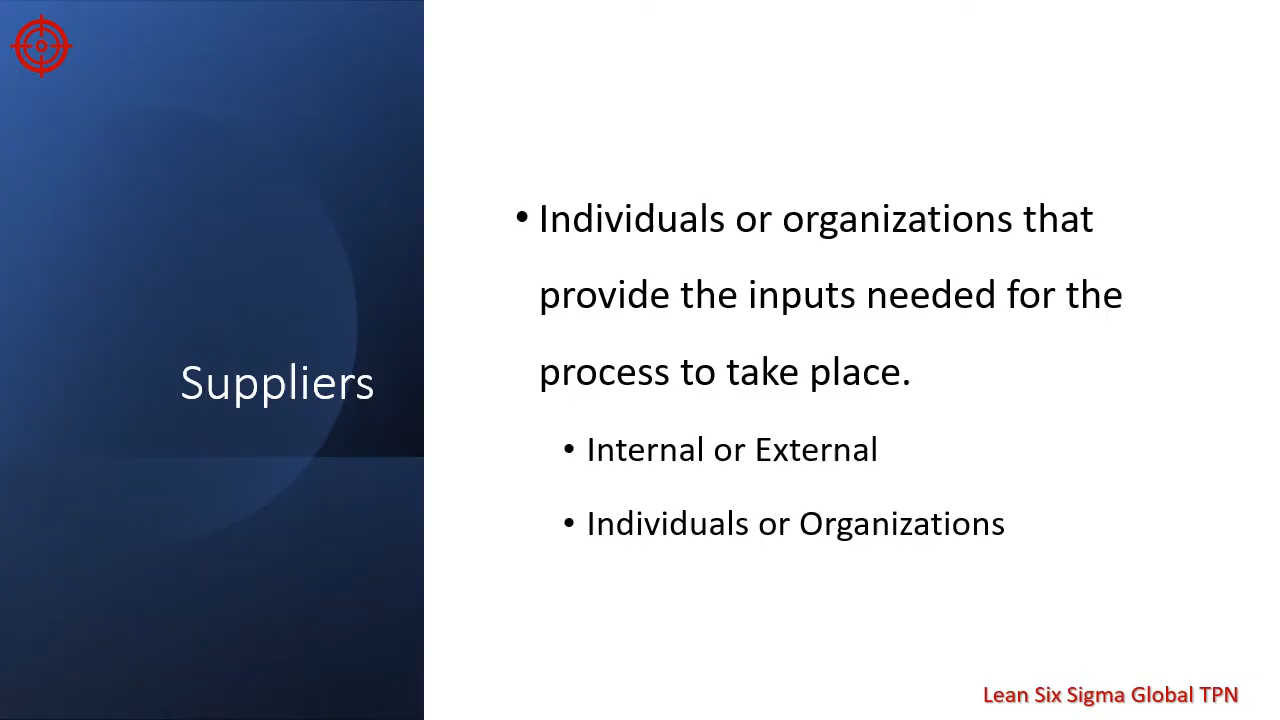 Suppliers
• Individuals or organizations that
provide the inputs needed for the
process to take place.
• Internal or External
• Individuals or Organizations
Lean Six Sigma Global TPN